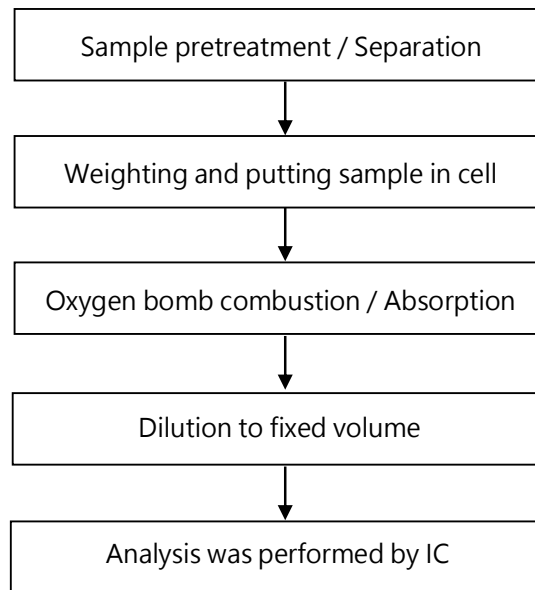 Sample pretreatment / Separation
Weighting and putting sample in cell
Oxygen bomb combustion / Absorption
Dilution to fixed volume
Analysis was performed by IC